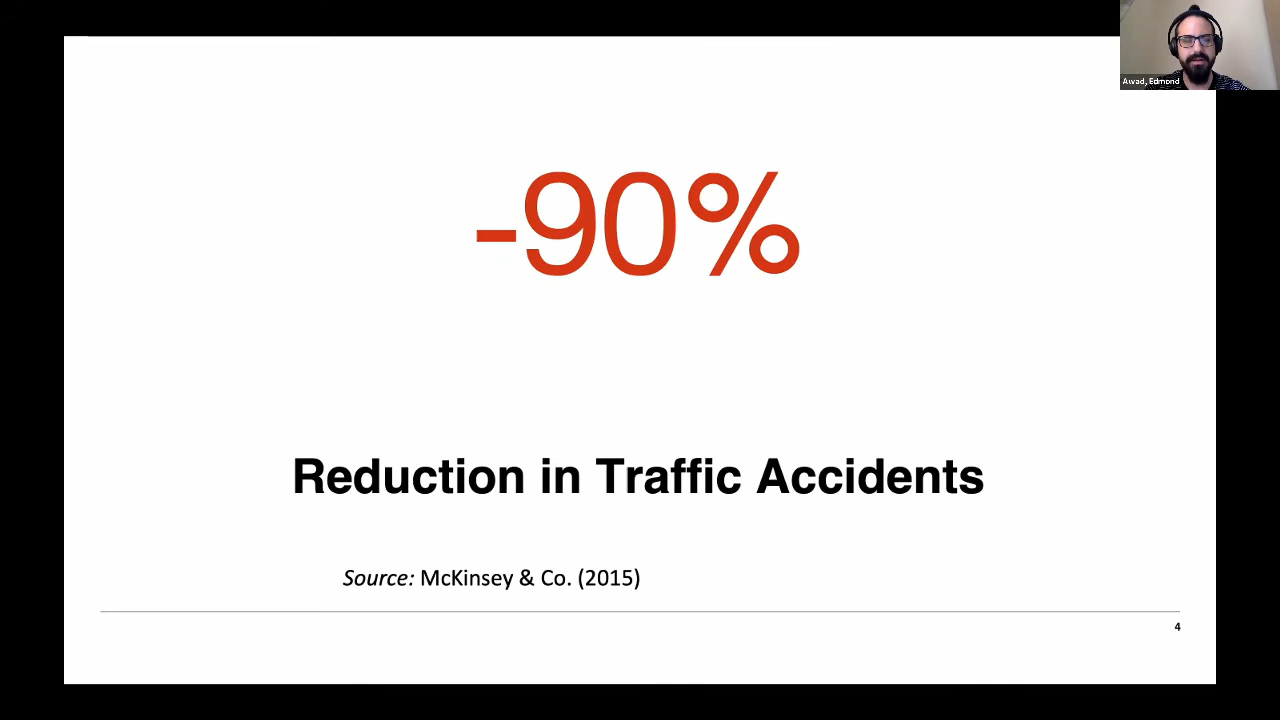 Awad, Edmond
-90%
Reduction in Traffic Accidents
Source: McKinsey & Co. (2015)
4